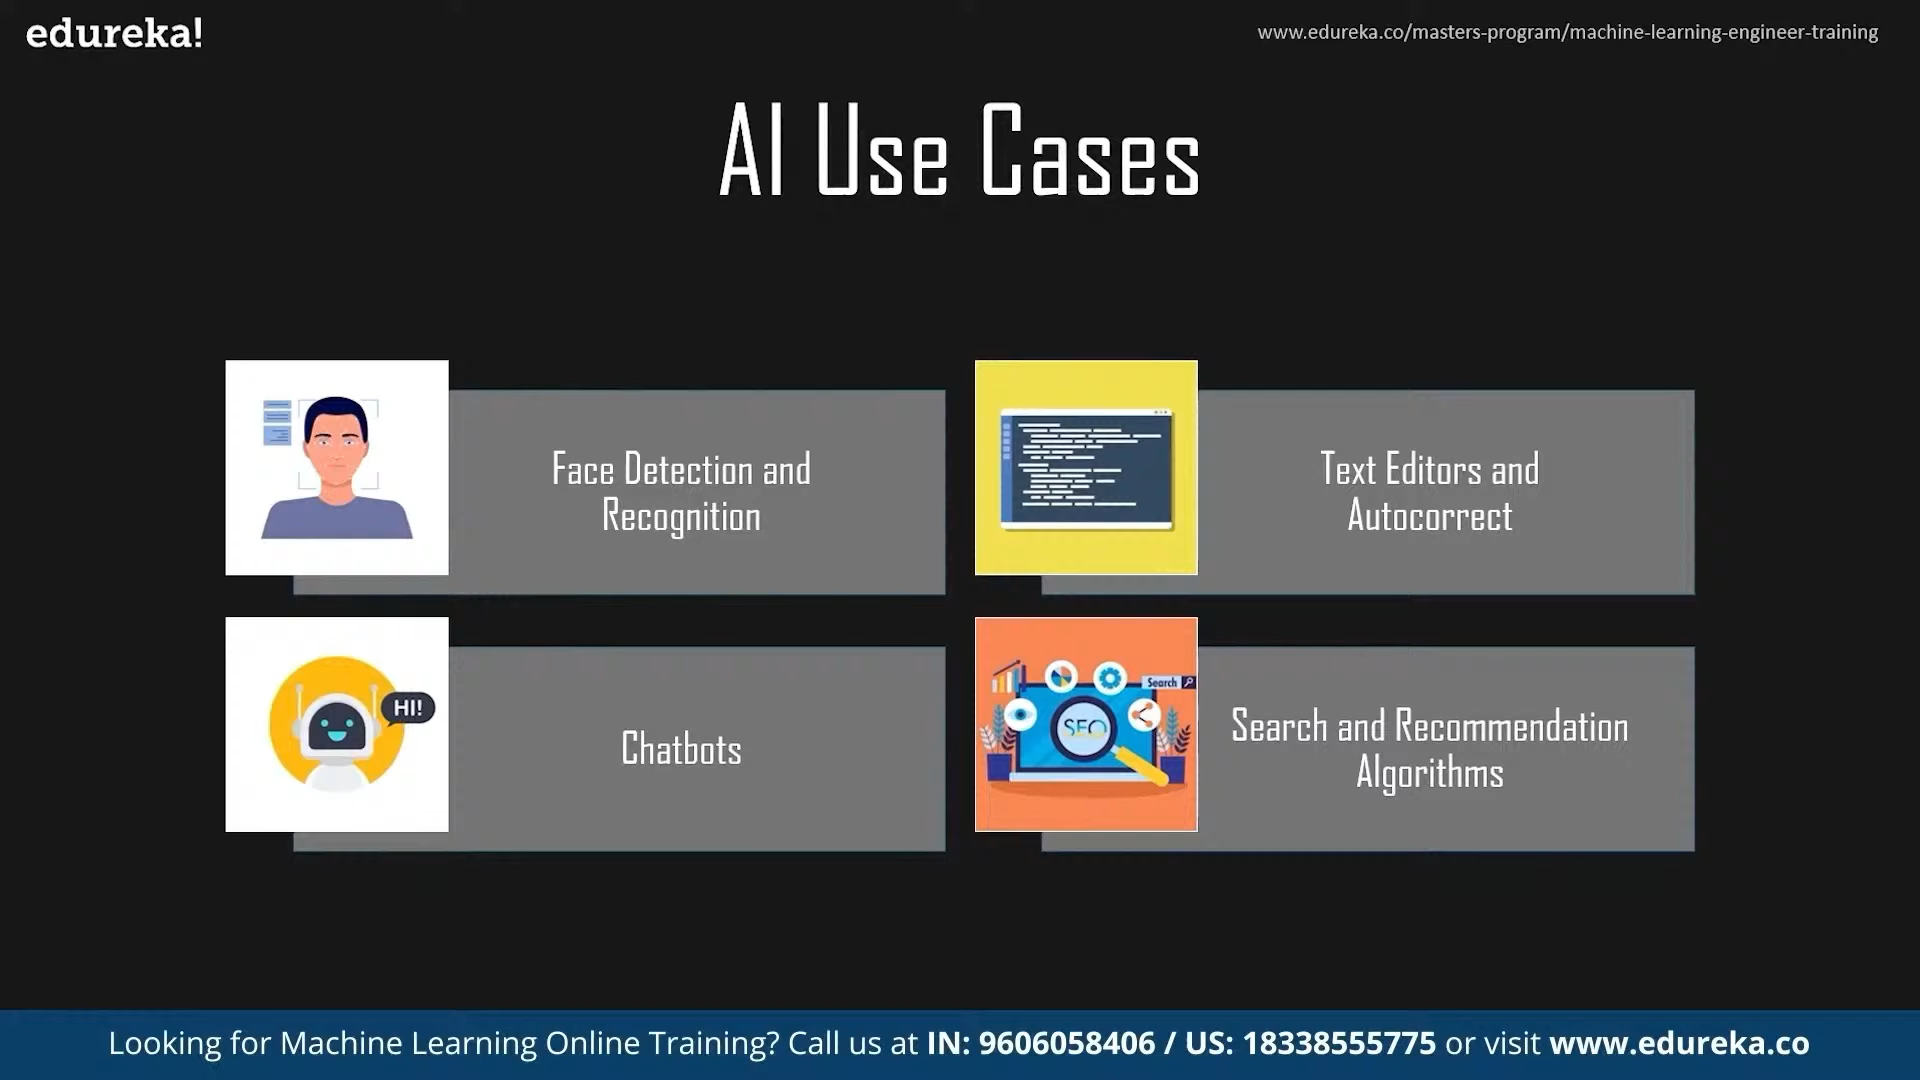 edureka!
www.edureka.co/masters-program/machine-learning-engineer-training
AI Use Cases
Face Detection and
Recognition
Text Editors and
Autocorrect
HI!
Chatbots
Search
SEO
Search and Recommendation
Algorithms
Looking for Machine Learning Online Training? Call us at IN: 9606058406 / US: 18338555775 or visit www.edureka.co